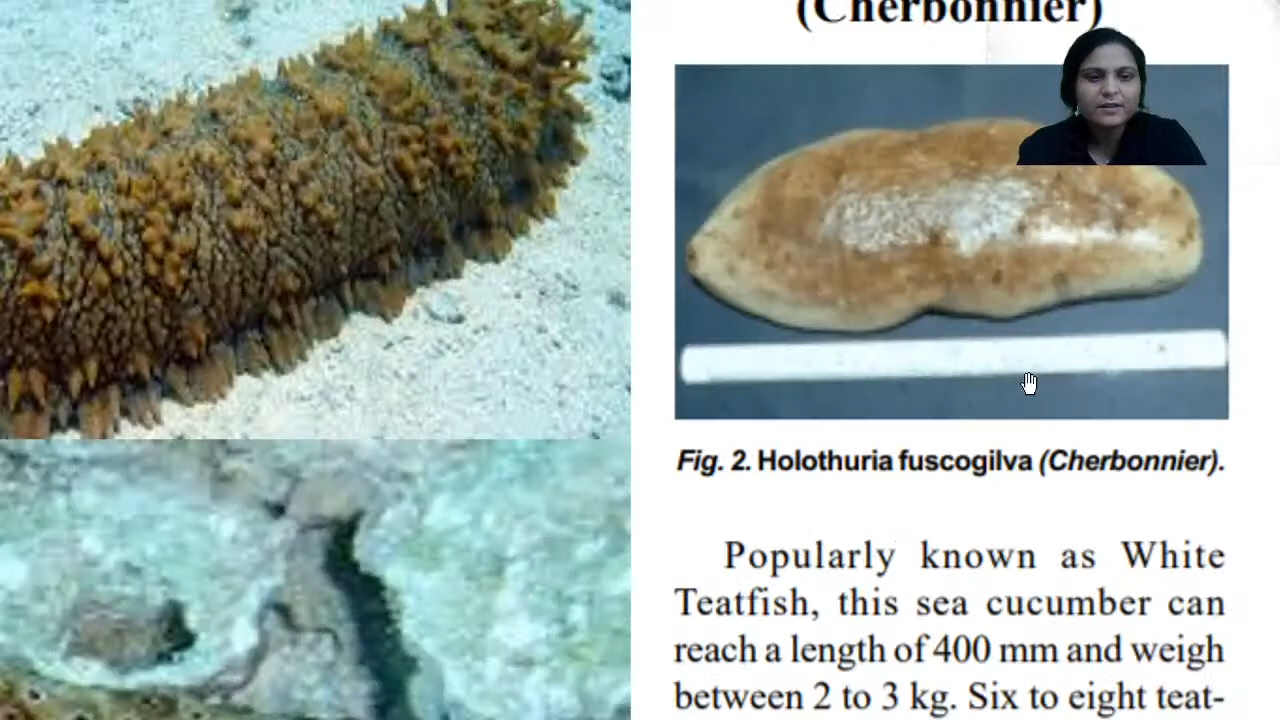 (Cherbonnier)
Fig. 2. Holothuria fuscogilva (Cherbonnier).
Popularly known as White
Teatfish, this sea cucumber can
reach a length of 400 mm and weigh
between 2 to 3 kg. Six to eight teat-